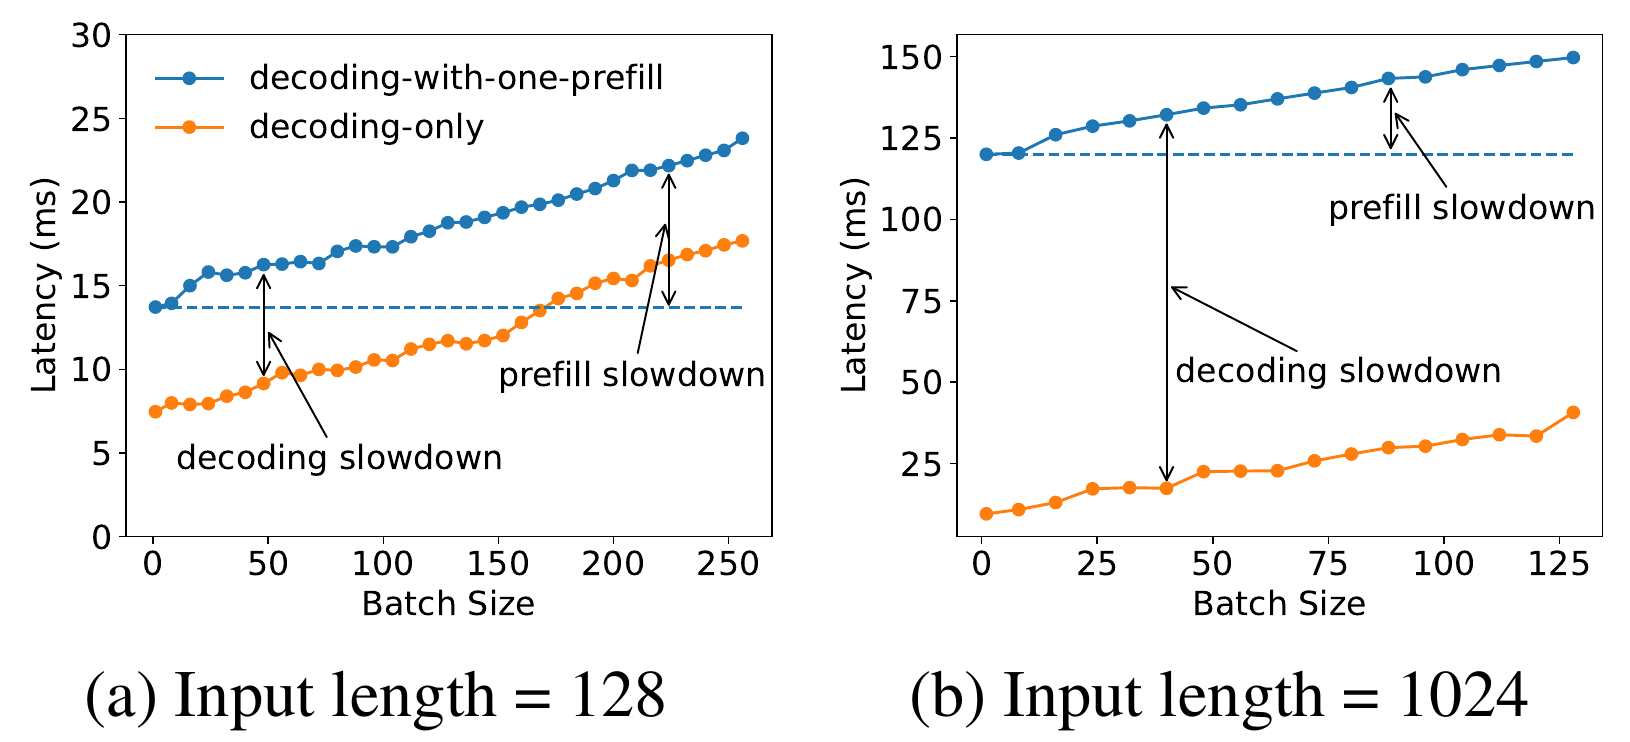 30
25
20
15
10
5
0
Latency (ms)
decoding-with-one-prefill
decoding-only
prefill slowdown
decoding slowdown
0 50 100 150 200 250
Batch Size
(a) Input length = 128
150
125
100
75
50
25
Latency (ms)
prefill slowdown
decoding slowdown
0 25 50 75 100 125
Batch Size
(b) Input length = 1024